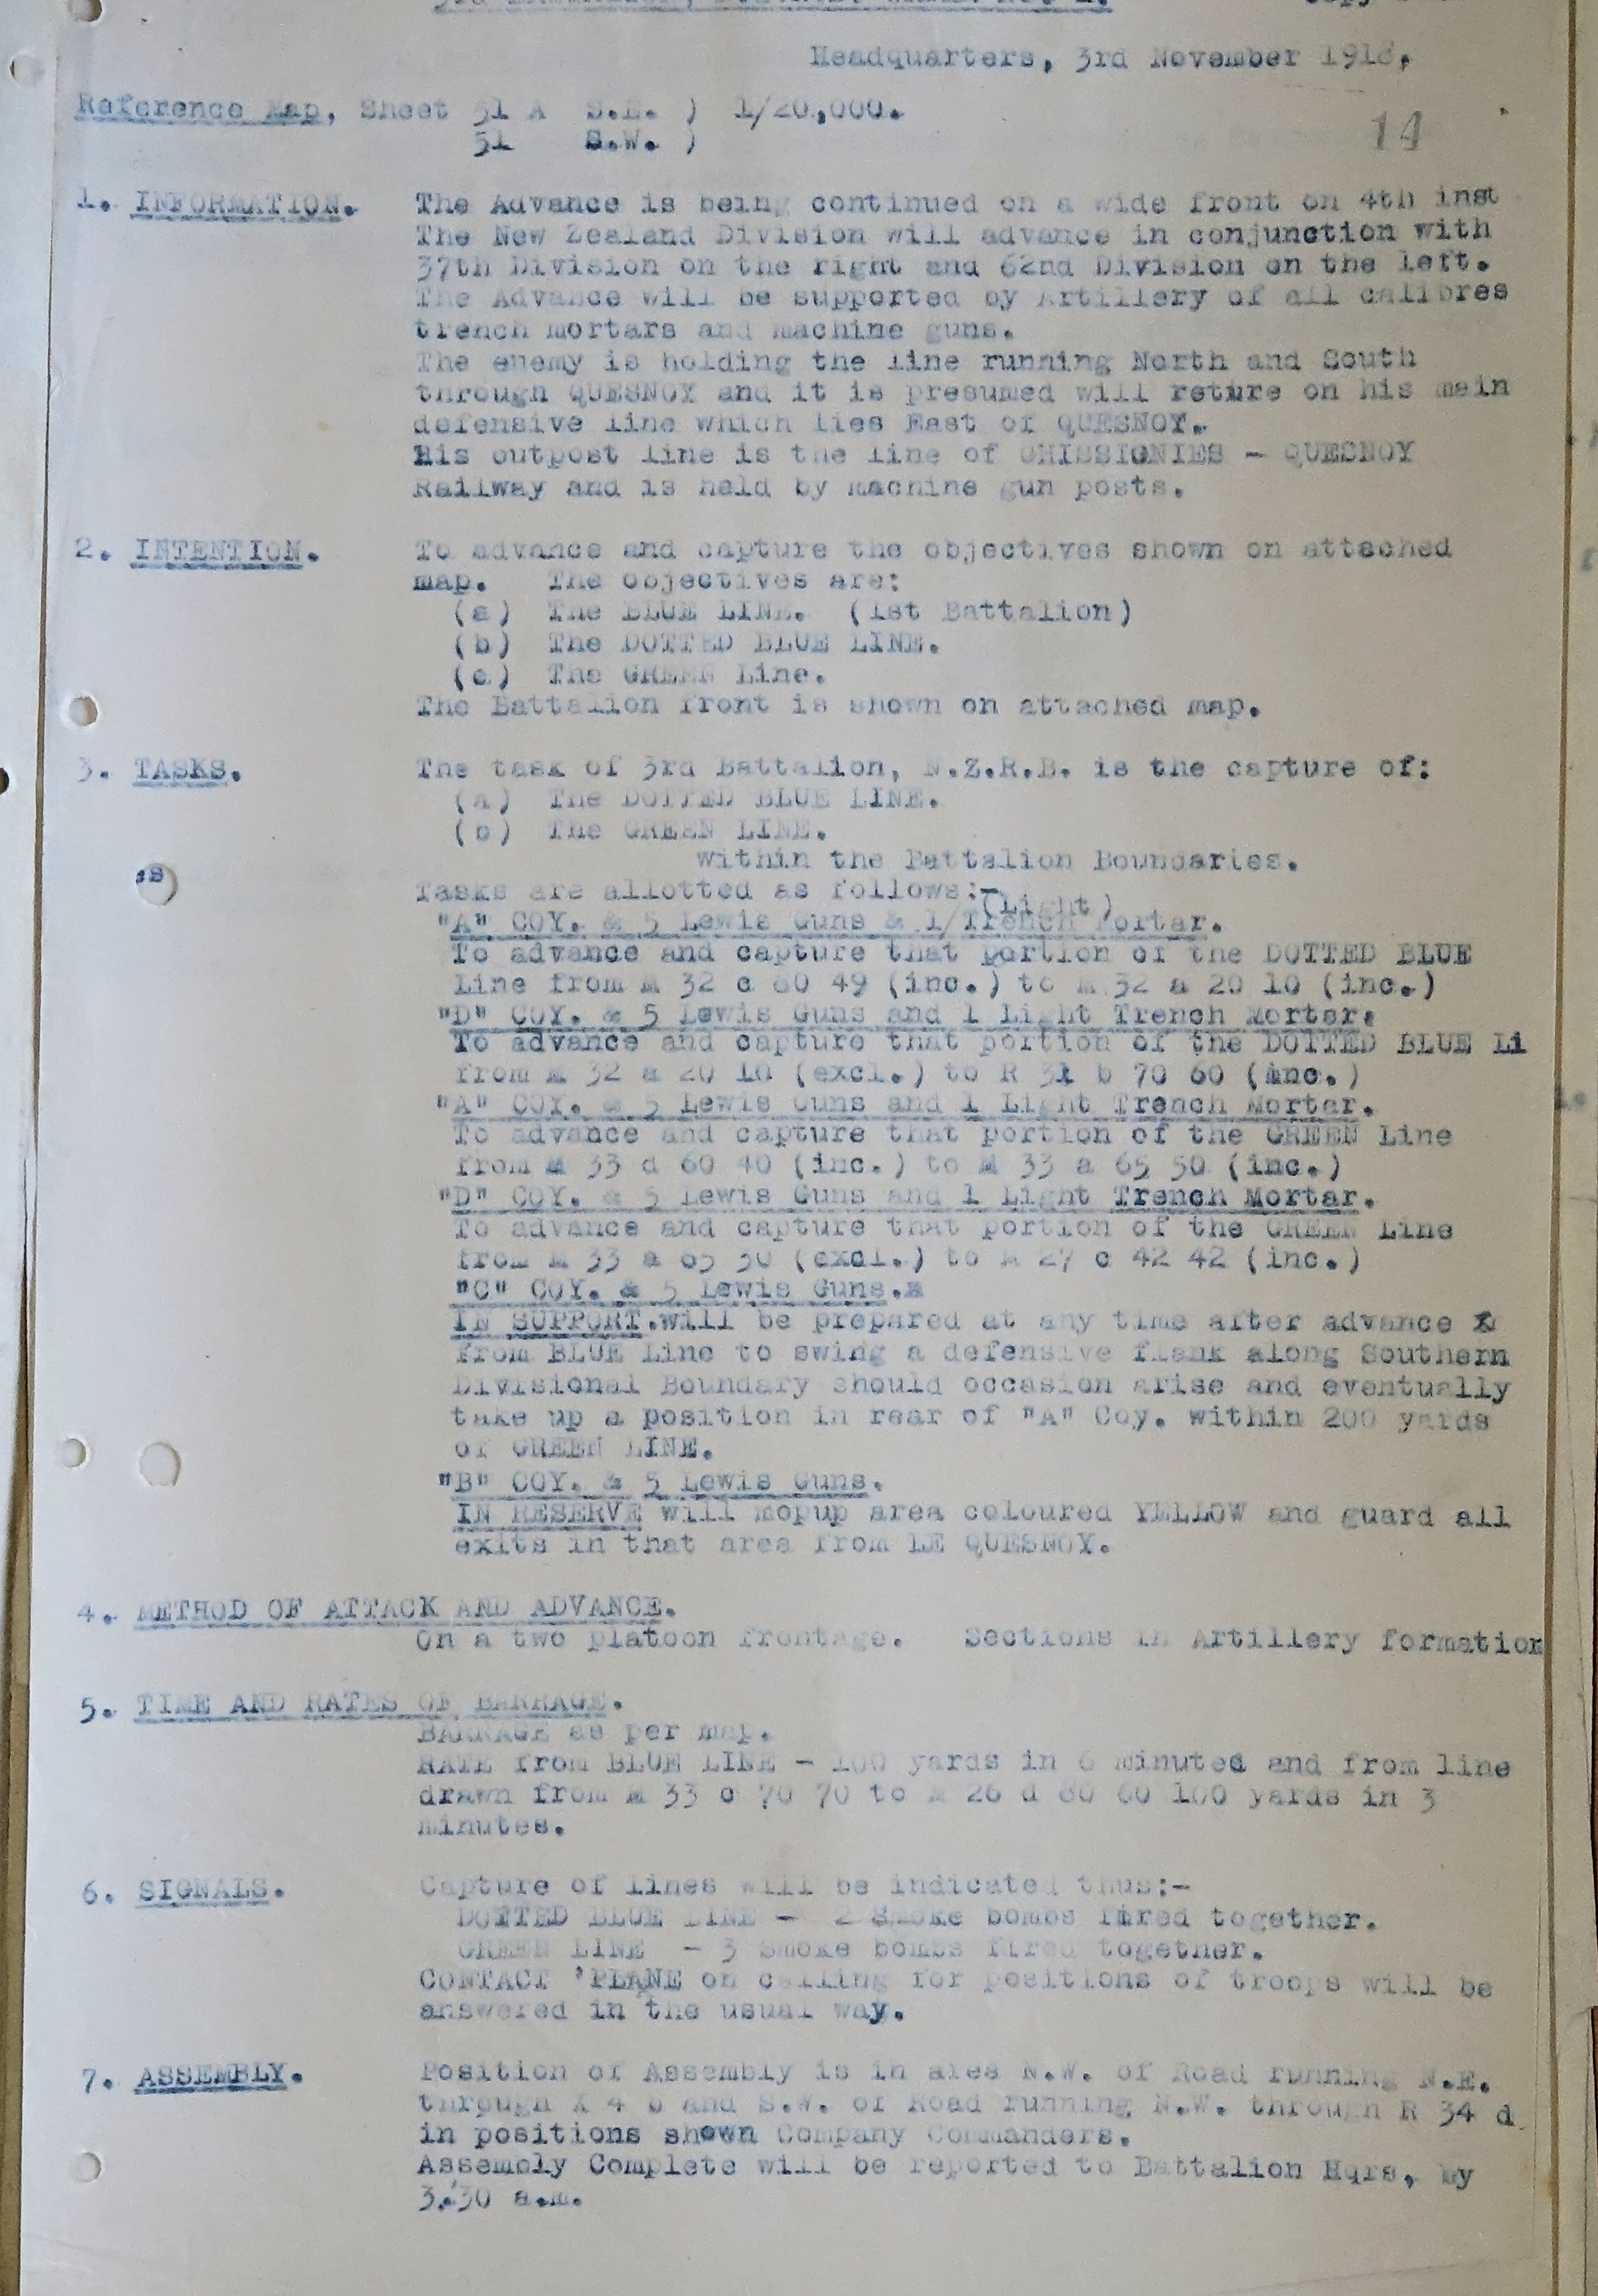 Headquarters, 3rd November 1918,
Reference Map, Sheet 51 A S.E. ) 1/20,000.
51 S.W. )
14
1. INFORMATION. The Advance is being continued on a wide front on 4th inst
The New Zealand Division will advance in conjunction with
37th Division on the right and 62nd Division on the left.
The Advance will be supported by Artillery of all calibres
trench mortars and machine guns.
The enemy is holding the line running North and South
through QUESNOY and it is presumed will reture on his main
defensive line which lies East of QUESNOY.
His outpost line is the line of GHISSIGNIES - QUESNOY
Railway and is held by machine gun posts.
2. INTENTION. To advance and capture the objectives shown on attached
map. The objectives are:
(a) The BLUE LINE. (1st Battalion)
(b) The DOTTED BLUE LINE.
(c) The GREEN Line.
The Battalion front is shown on attached map.
3. TASKS. The task of 3rd Battalion, N.Z.R.B. is the capture of:
(a) The DOTTED BLUE LINE.
(b) The GREEN LINE.
within the Battalion Boundaries.
Tasks are allotted as follows:-
(Light)
"A" COY. & 5 Lewis Guns & 1/Trench Mortar.
To advance and capture that portion of the DOTTED BLUE
Line from M 32 c 80 49 (inc.) to M 32 a 20 10 (inc.)
"D" COY. & 5 Lewis Guns and 1 Light Trench Mortar.
To advance and capture that portion of the DOTTED BLUE Li
from M 32 a 20 10 (excl.) to R 31 b 70 60 (inc.)
"A" COY. & 5 Lewis Guns and 1 Light Trench Mortar.
To advance and capture that portion of the GREEN Line
from M 33 d 60 40 (inc.) to M 33 a 65 50 (inc.)
"D" COY. & 5 Lewis Guns and 1 Light Trench Mortar.
To advance and capture that portion of the GREEN Line
from M 33 a 65 50 (excl.) to M 27 c 42 42 (inc.)
"C" COY. & 5 Lewis Guns.
IN SUPPORT.will be prepared at any time after advance
from BLUE Line to swing a defensive flank along Southern
Divisional Boundary should occasion arise and eventually
take up a position in rear of "A" Coy. within 200 yards
of GREEN LINE.
"B" COY. & 5 Lewis Guns.
IN RESERVE will mopup area coloured YELLOW and guard all
exits in that area from LE QUESNOY.
4. METHOD OF ATTACK AND ADVANCE.
On a two platoon frontage. Sections in Artillery formation
5. TIME AND RATES OF BARRAGE.
BARRAGE as per map.
RATE from BLUE LINE - 100 yards in 6 minuted and from line
drawn from M 33 c 70 70 to M 26 d 80 60 100 yards in 3
minutes.
6. SIGNALS. Capture of lines will be indicated thus:-
DOTTED BLUE LINE - 2 Smoke bombs fired together.
GREEN LINE - 3 Smoke bombs fired together.
CONTACT 'PLANE on calling for positions of troops will be
answered in the usual way.
7. ASSEMBLY. Position of Assembly is in area N.W. of Road running N.E.
through X 4 b and S.W. of Road running N.W. through R 34 d
in positions shown Company Commanders.
Assembly Complete will be reported to Battalion Hqrs, by
3.30 a.m.